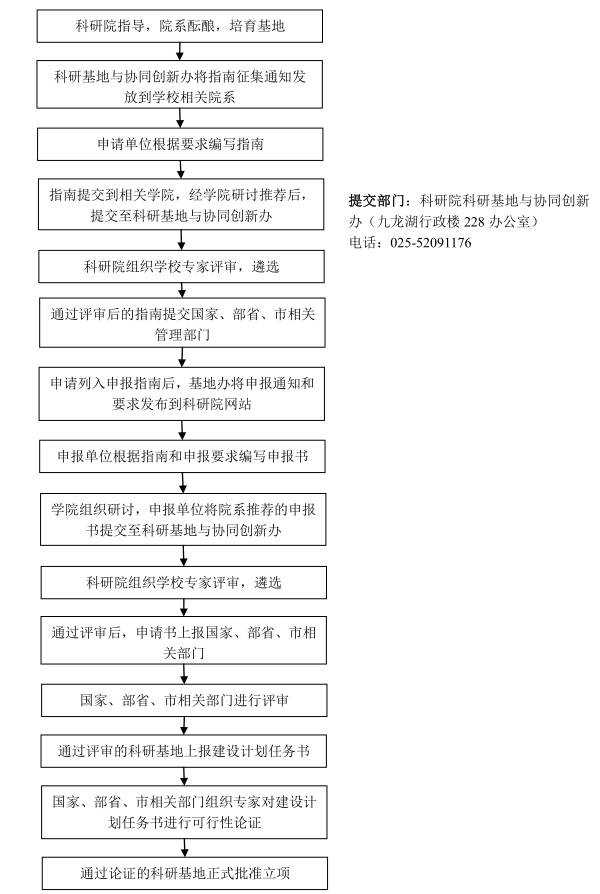 科研院指导，院系酝酿，培育基地
科研基地与协同创新办将指南征集通知发
放到学校相关院系
申请单位根据要求编写指南
指南提交到相关学院，经学院研讨推荐后，
提交至科研基地与协同创新办
提交部门：科研院科研基地与协同创新
办（九龙湖行政楼 228 办公室）
电话：025-52091176
科研院组织学校专家评审，遴选
通过评审后的指南提交国家、部省、市相关
管理部门
申请列入申报指南后，基地办将申报通知和
要求发布到科研院网站
申报单位根据指南和申报要求编写申报书
学院组织研讨，申报单位将院系推荐的申报
书提交至科研基地与协同创新办
科研院组织学校专家评审，遴选
通过评审后，申请书上报国家、部省、市相
关部门
国家、部省、市相关部门进行评审
通过评审的科研基地上报建设计划任务书
国家、部省、市相关部门组织专家对建设计
划任务书进行可行性论证
通过论证的科研基地正式批准立项